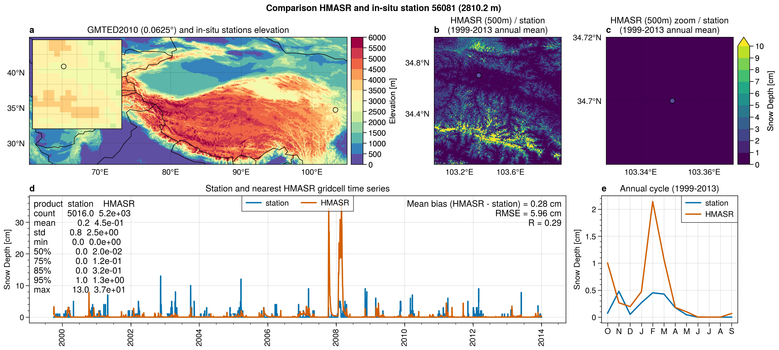 Comparison HMASR and in-situ station 56081 (2810.2 m)
a
GMTED2010 (0.0625°) and in-situ stations elevation
40°N
35°N
30°N
70°E
80°E
90°E
100°E
6000
5500
5000
4500
4000
3500
3000
2500
2000
1500
1000
500
0
Elevation [m]
b
HMASR (500m) / station
(1999-2013 annual mean)
34.8°N
34.4°N
103.2°E
103.6°E
c
HMASR (500m) zoom / station
(1999-2013 annual mean)
34.72°N
34.7°N
103.34°E
103.36°E
10
9
8
7
6
5
4
3
2
1
0
Snow Depth [cm]
d
Station and nearest HMASR gridcell time series
product station HMASR
count 5016.0 5.2e+03
mean 0.2 4.5e-01
std 0.8 2.5e+00
min 0.0 0.0e+00
50% 0.0 2.0e-02
75% 0.0 1.2e-01
85% 0.0 3.2e-01
95% 1.0 1.3e+00
max 13.0 3.7e+01
station
HMASR
Mean bias (HMASR - station) = 0.28 cm
RMSE = 5.96 cm
R = 0.29
Snow Depth [cm]
30
20
10
0
2000
2002
2004
2006
2008
2010
2012
2014
e
Annual cycle (1999-2013)
station
HMASR
Snow Depth [cm]
2
1.5
1
0.5
0
O N D J F M A M J J A S